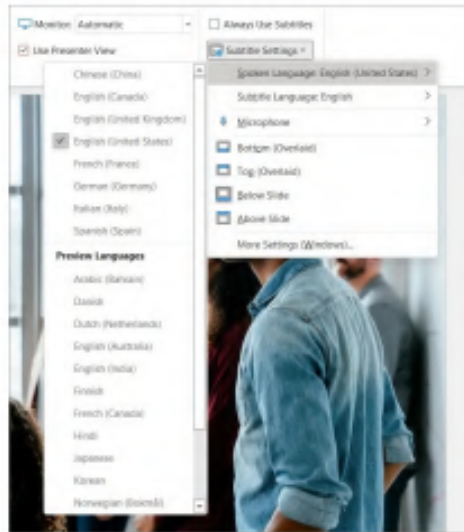 Monitor: Automatic
Always Use Subtitles
Use Presenter View
Subtitle Settings
Spoken Language: English (United States)
Subtitle Language: English
Microphone
Bottom (Overlaid)
Top (Overlaid)
Below Slide
Above Slide
More Settings (Windows)...
Chinese (China)
English (Canada)
English (United Kingdom)
English (United States)
French (France)
German (Germany)
Italian (Italy)
Spanish (Spain)
Preview Languages
Arabic (Bahrain)
Danish
Dutch (Netherlands)
English (Australia)
English (India)
Finnish
French (Canada)
Hindi
Japanese
Korean
Norwegian (Bokmål)